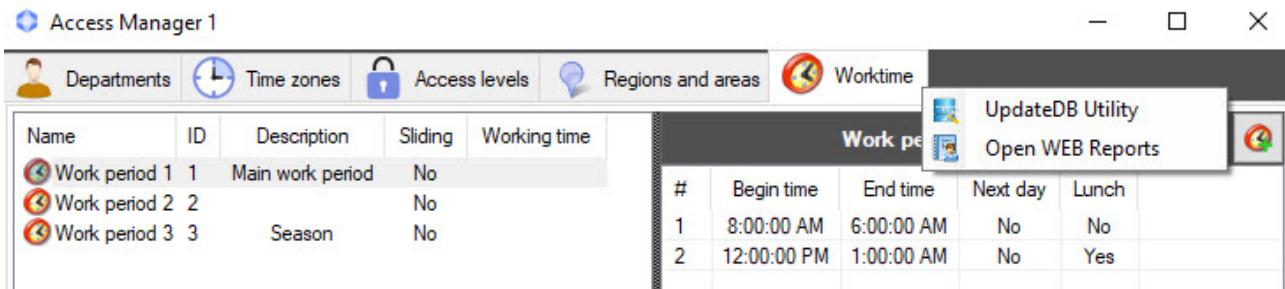 Access Manager 1
Departments Time zones Access levels Regions and areas Worktime
UpdateDB Utility
Open WEB Reports
Name ID Description Sliding Working time
Work period 1 1 Main work period No
Work period 2 2 No
Work period 3 3 Season No
Work pe
# Begin time End time Next day Lunch
1 8:00:00 AM 6:00:00 AM No No
2 12:00:00 PM 1:00:00 AM No Yes